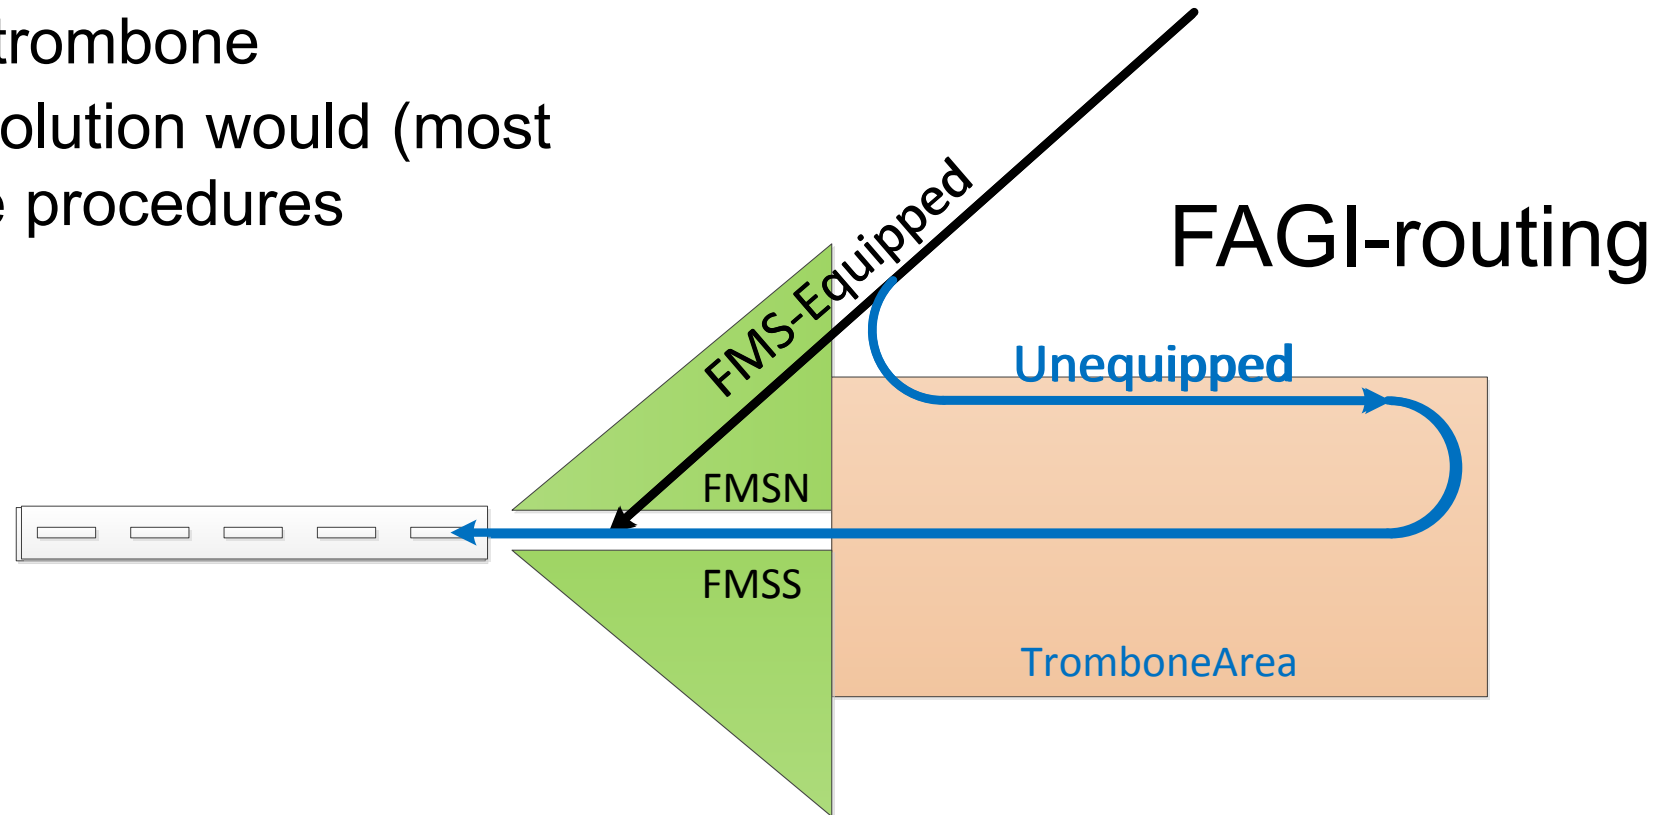 trombone
olution would (most
e procedures
FAGI-routing
FMS-Equipped
Unequipped
FMSN
FMSS
TromboneArea